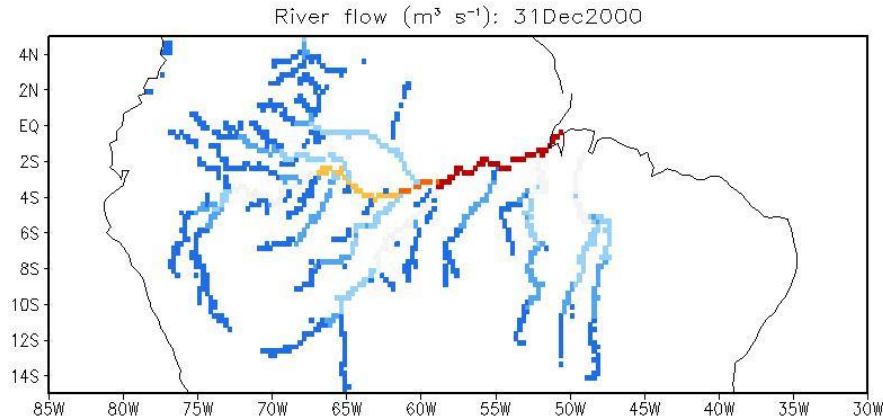 River flow (m³ s⁻¹): 31Dec2000
4N
2N
EQ
2S
4S
6S
8S
10S
12S
14S
85W 80W 75W 70W 65W 60W 55W 50W 45W 40W 35W 30W